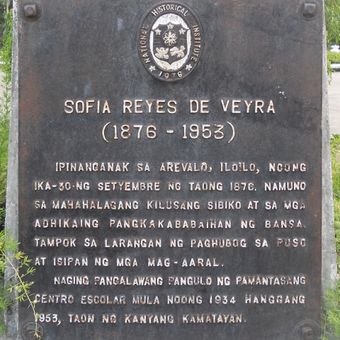 NATIONAL HISTORICAL INSTITUTE
1976
SOFIA REYES DE VEYRA
(1876 - 1953)
IPINANGANAK SA AREVALO, ILOILO, NOONG
IKA-30 NG SETYEMBRE NG TAONG 1876. NAMUNO
SA MAHAHALAGANG KILUSANG SIBIKO AT SA MGA
ADHIKAING PANGKAKABABAIHAN NG BANSA.
TAMPOK SA LARANGAN NG PAGHUBOG SA PUSO
AT ISIPAN NG MGA MAG-AARAL.
NAGING PANGALAWANG PANGULO NG PAMANTASANG
CENTRO ESCOLAR MULA NOONG 1934 HANGGANG
1953, TAON NG KANYANG KAMATAYAN.